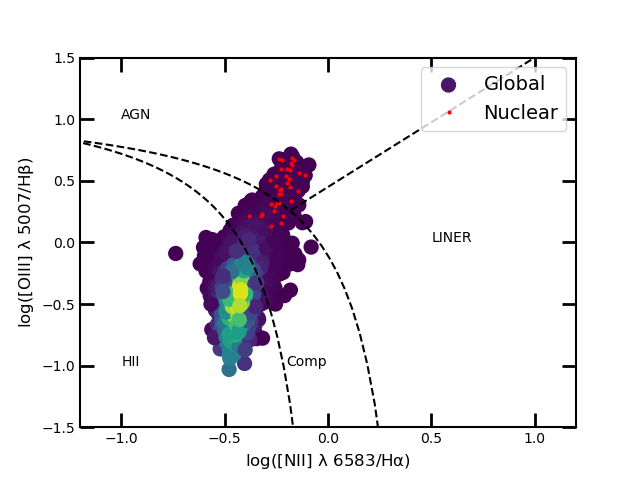 1.5
1.0
0.5
0.0
−0.5
−1.0
−1.5
log([OIII] λ 5007/Hβ)
AGN
Global
Nuclear
LINER
HII
Comp
−1.0
−0.5
0.0
0.5
1.0
log([NII] λ 6583/Hα)